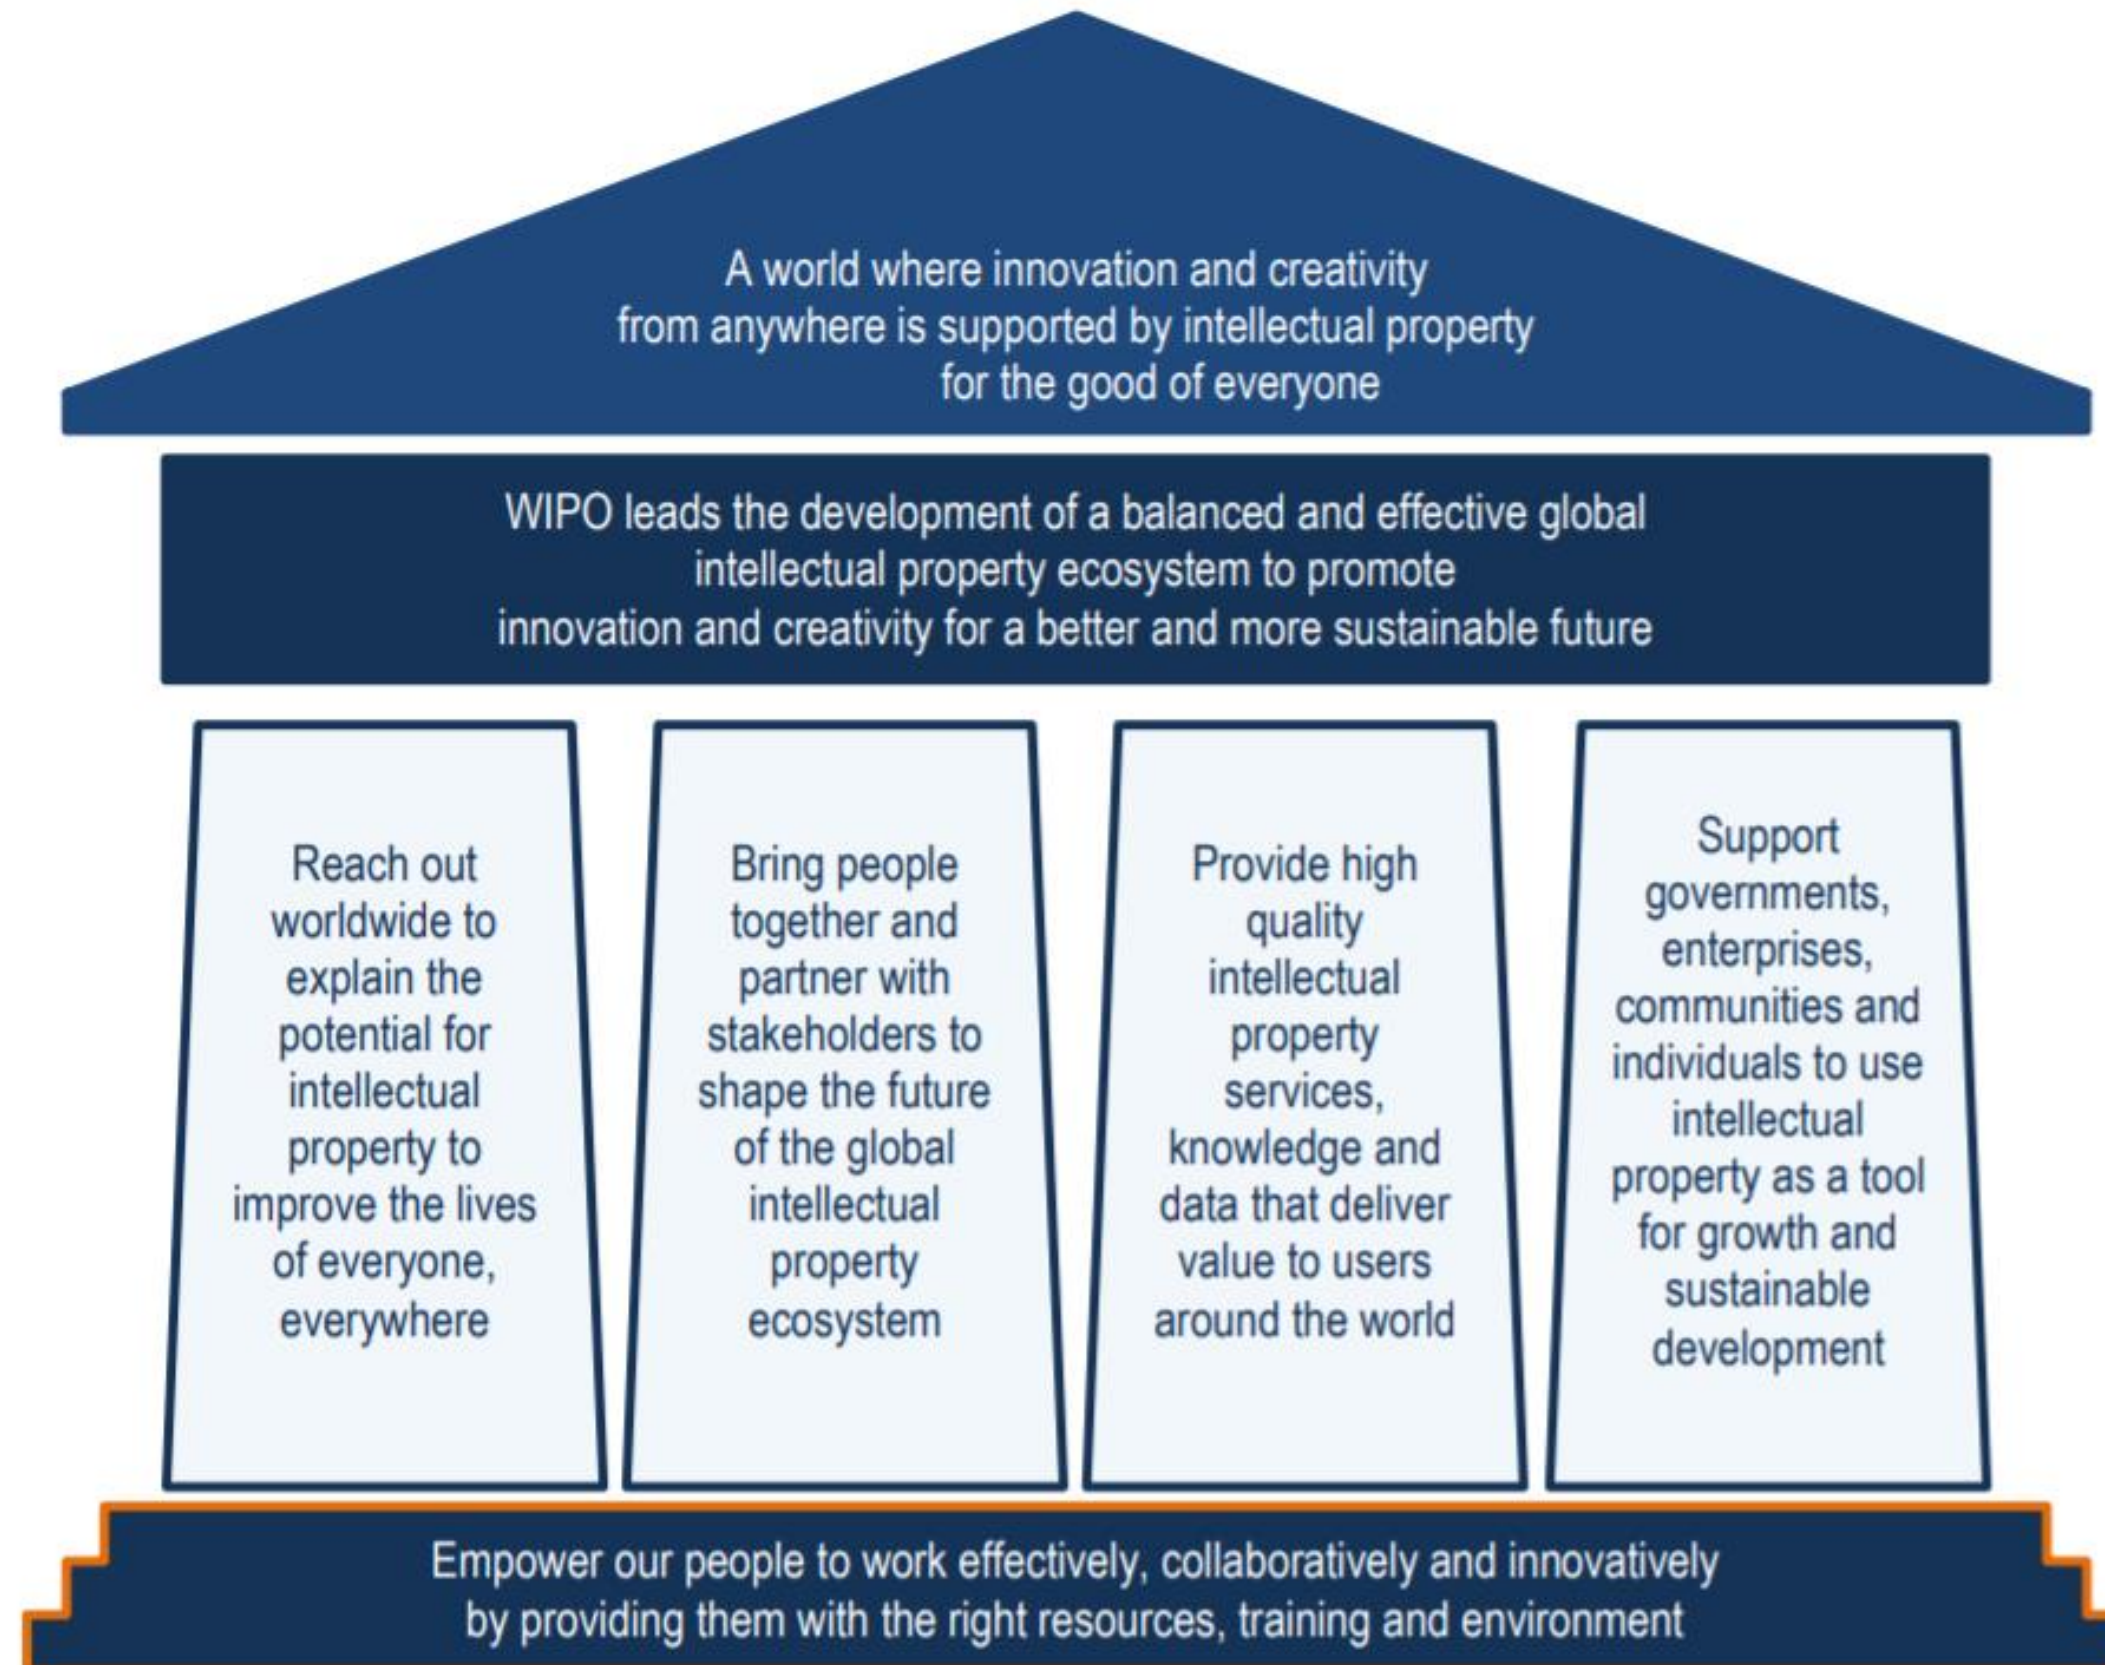 A world where innovation and creativity
from anywhere is supported by intellectual property
for the good of everyone
WIPO leads the development of a balanced and effective global
intellectual property ecosystem to promote
innovation and creativity for a better and more sustainable future
Reach out
worldwide to
explain the
potential for
intellectual
property to
improve the lives
of everyone,
everywhere
Bring people
together and
partner with
stakeholders to
shape the future
of the global
intellectual
property
ecosystem
Provide high
quality
intellectual
property
services,
knowledge and
data that deliver
value to users
around the world
Support
governments,
enterprises,
communities and
individuals to use
intellectual
property as a tool
for growth and
sustainable
development
Empower our people to work effectively, collaboratively and innovatively
by providing them with the right resources, training and environment